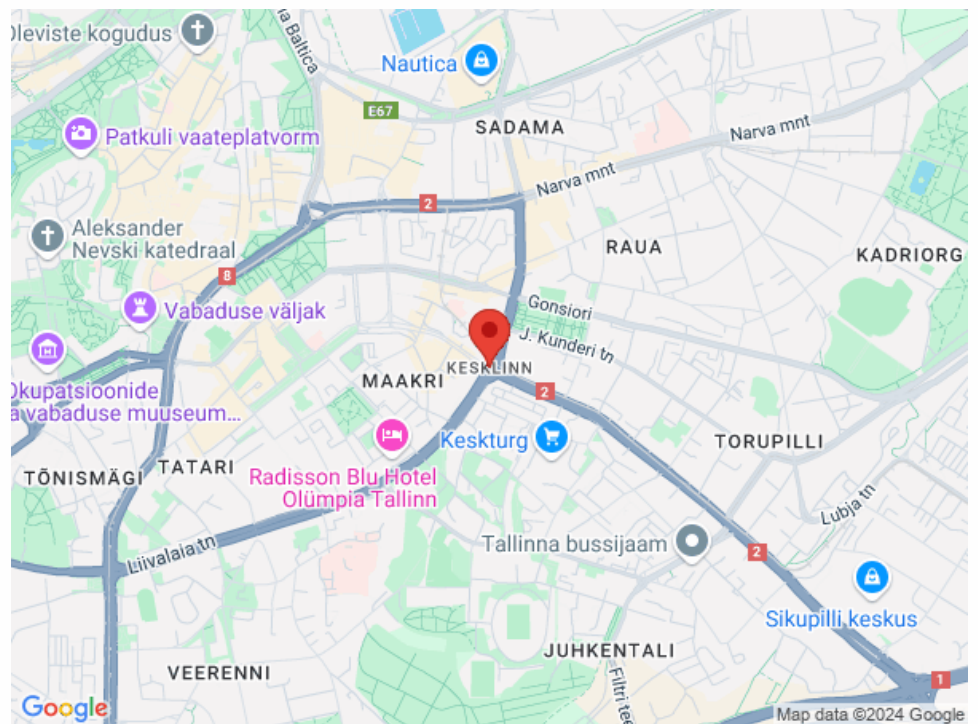 Oleviste kogudus
Baltica
Nautica
E67
SADAMA
Narva mnt
Patkuli vaateplatvorm
Narva mnt
2
Aleksander
Nevski katedraal
RAUA
KADRIORG
8
Vabaduse väljak
Gonsiori
J. Kunderi tn
KESKLINN
MAAKRI
2
Okupatsioonide
a vabaduse muuseum...
Keskturg
TORUPILLI
TÕNISMÄGI
TATARI
Radisson Blu Hotel
Olümpia Tallinn
Lubja tn
Liivalaia tn
Tallinna bussijaam
2
Sikupilli keskus
JUHKENTALI
VEERENNI
Filtri tee
1
Google
Map data ©2024 Google